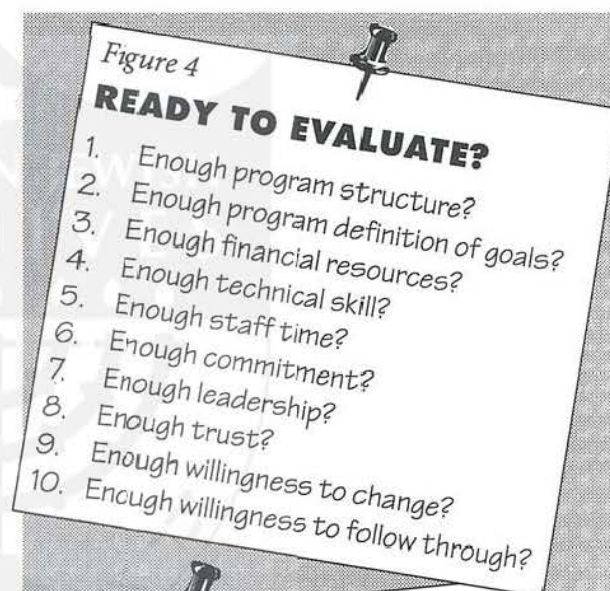 Figure 4
READY TO EVALUATE?
1. Enough program structure?
2. Enough program definition of goals?
3. Enough financial resources?
4. Enough technical skill?
5. Enough staff time?
6. Enough commitment?
7. Enough leadership?
8. Enough trust?
9. Enough willingness to change?
10. Enough willingness to follow through?